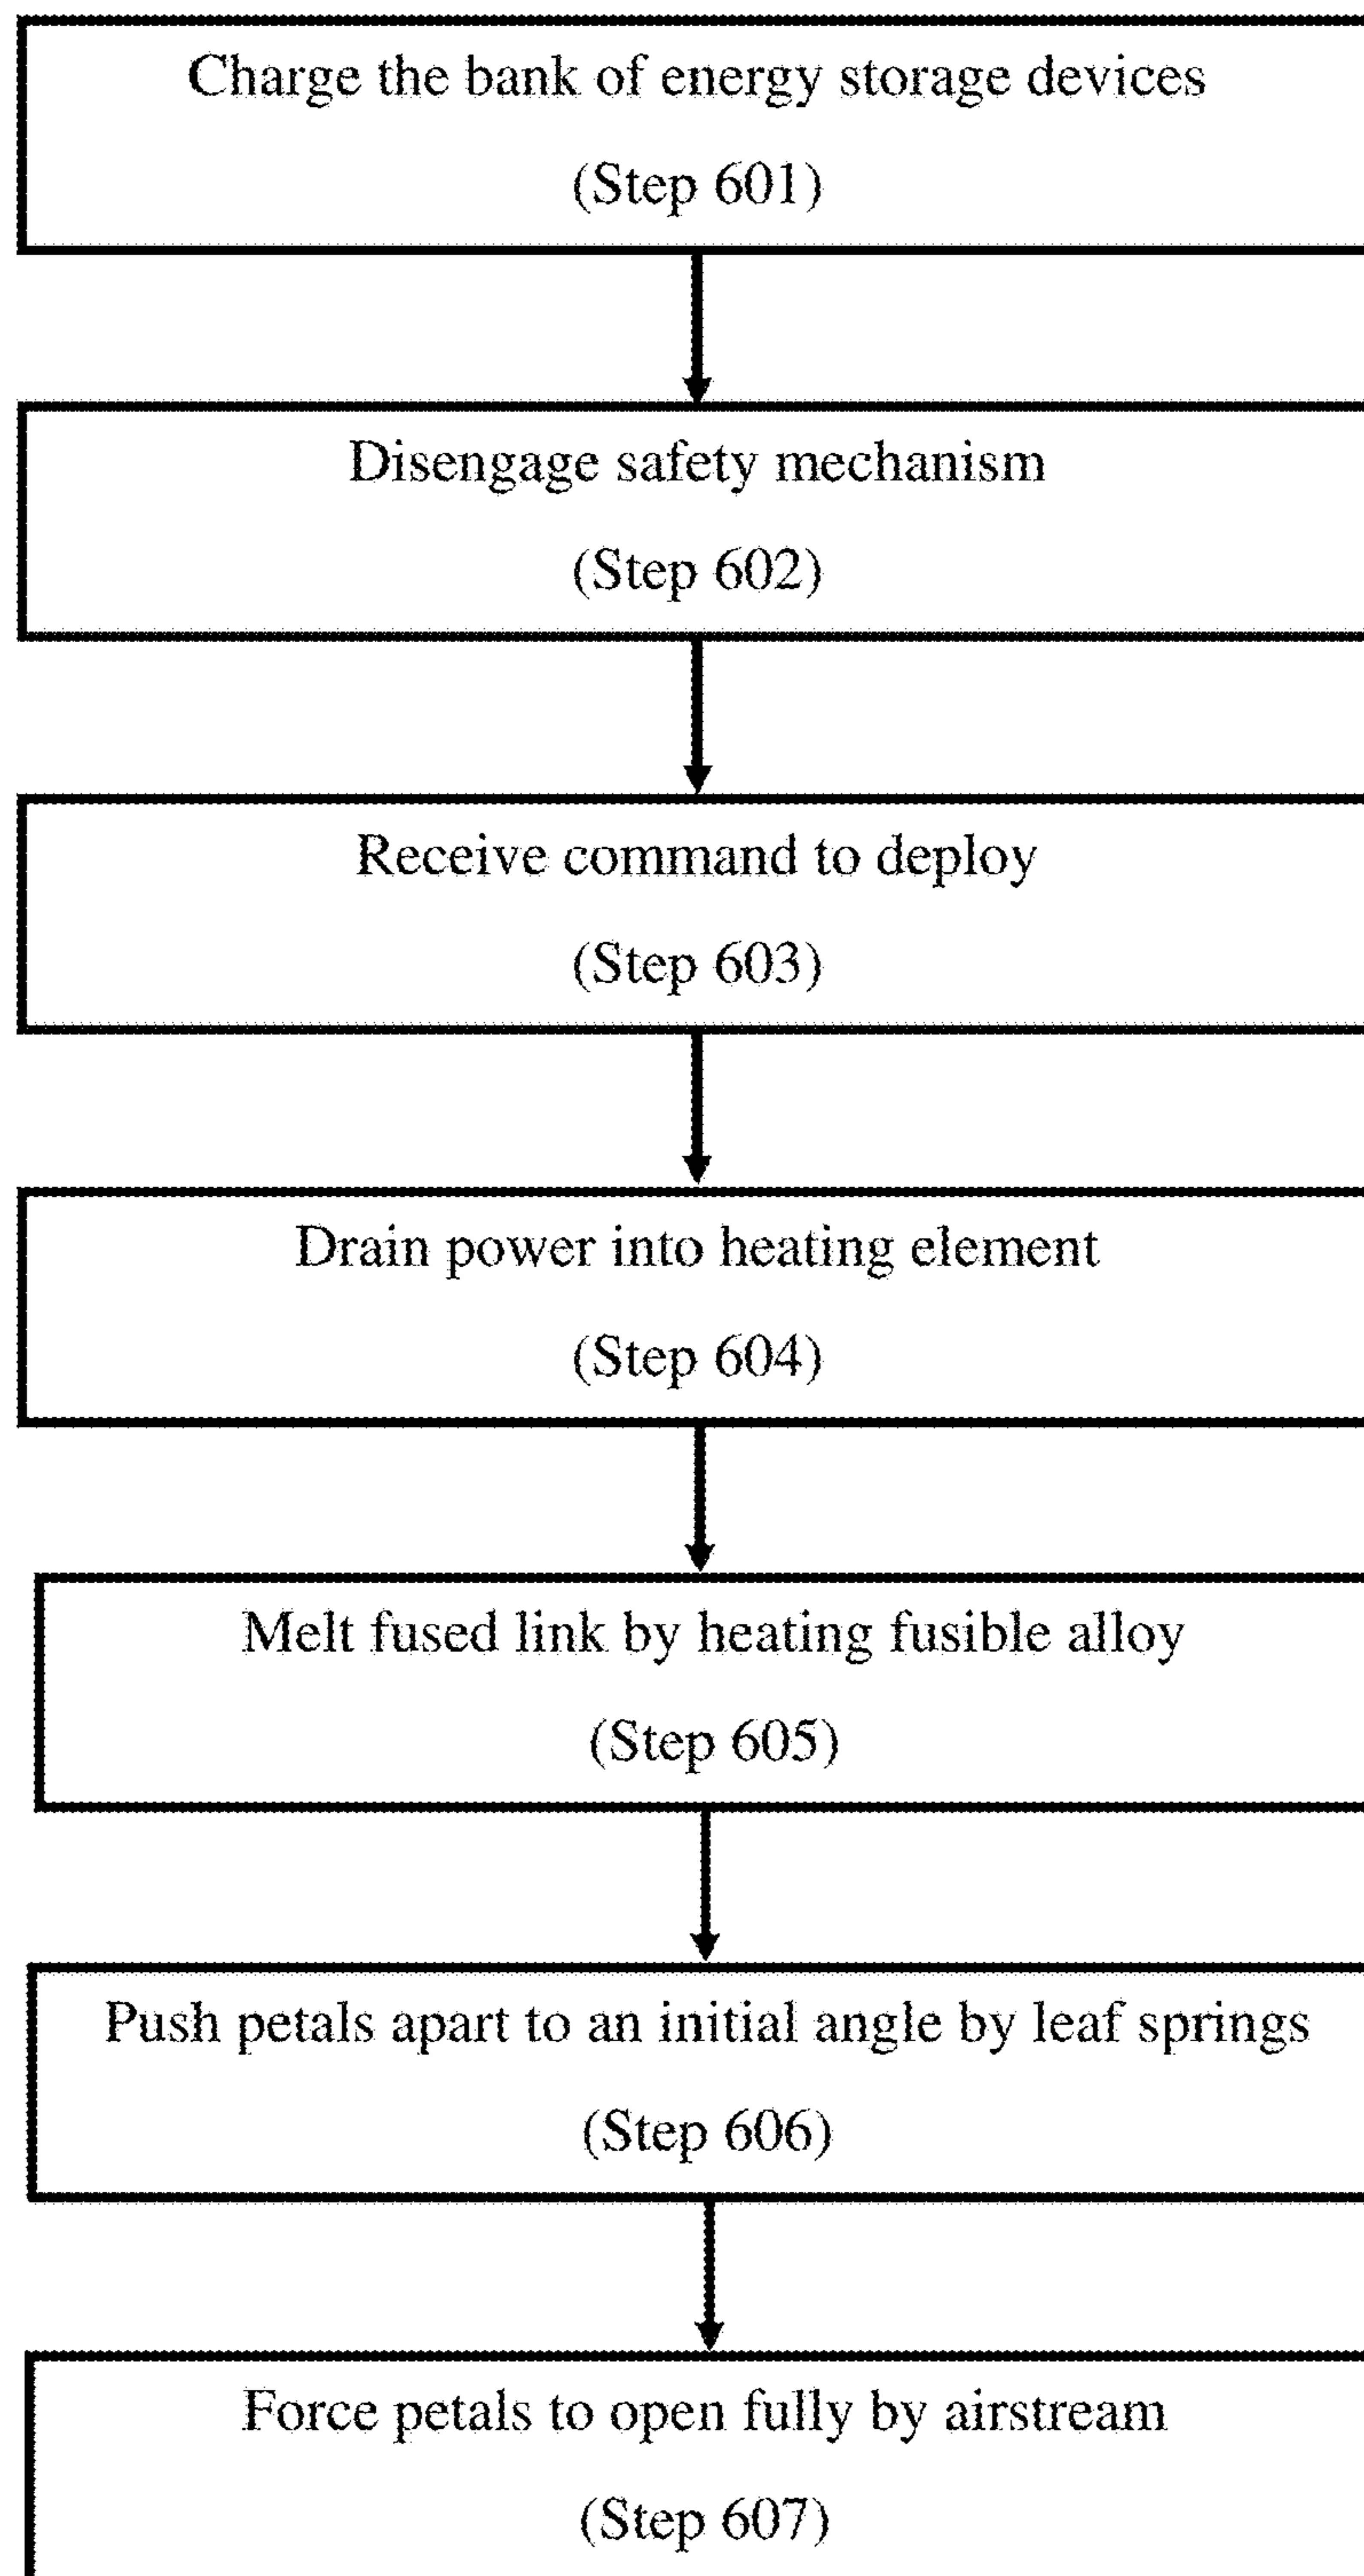 Charge the bank of energy storage devices
(Step 601)
Disengage safety mechanism
(Step 602)
Receive command to deploy
(Step 603)
Drain power into heating element
(Step 604)
Melt fused link by heating fusible alloy
(Step 605)
Push petals apart to an initial angle by leaf springs
(Step 606)
Force petals to open fully by airstream
(Step 607)